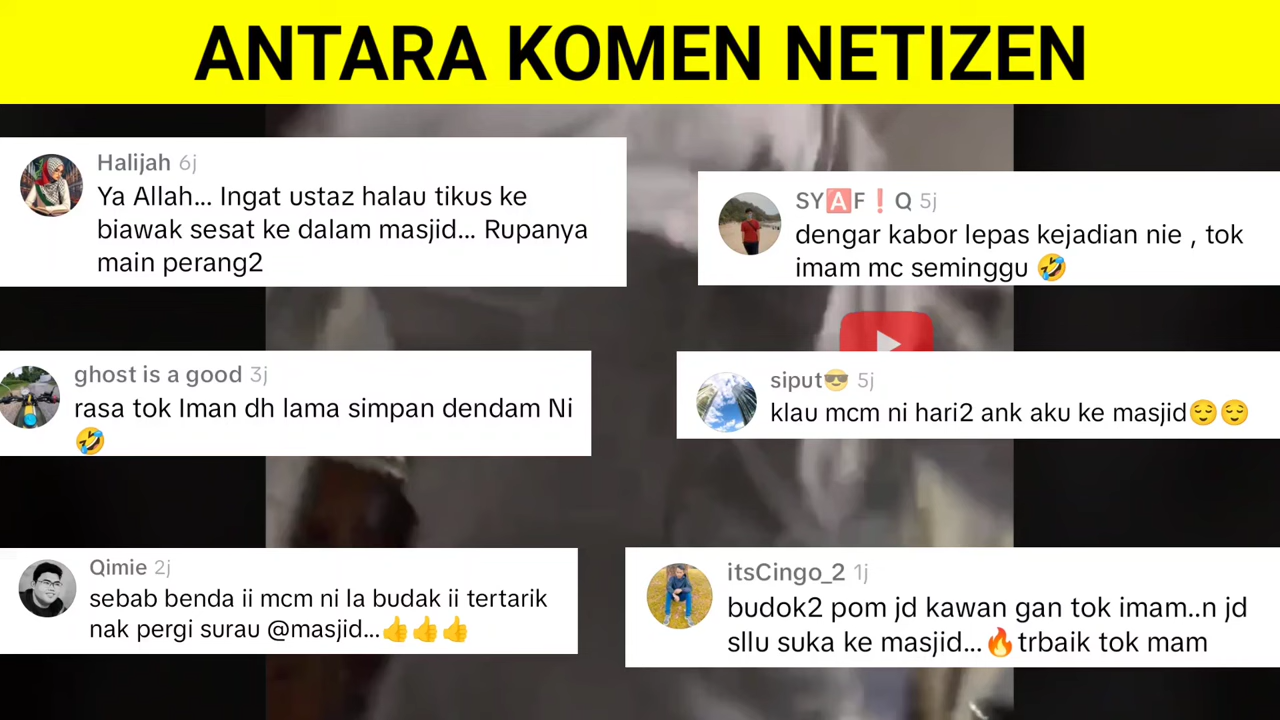 ANTARA KOMEN NETIZEN
Halijah 6j
Ya Allah... Ingat ustaz halau tikus ke
biawak sesat ke dalam masjid... Rupanya
main perang2
SY🅰️F❗Q 5j
dengar kabor lepas kejadian nie , tok
imam mc seminggu 🤣
ghost is a good 3j
rasa tok Iman dh lama simpan dendam Ni
🤣
siput😎 5j
klau mcm ni hari2 ank aku ke masjid😌😌
Qimie 2j
sebab benda ii mcm ni la budak ii tertarik
nak pergi surau @masjid...👍👍👍
itsCingo_2 1j
budok2 pom jd kawan gan tok imam..n jd
sllu suka ke masjid...🔥trbaik tok mam